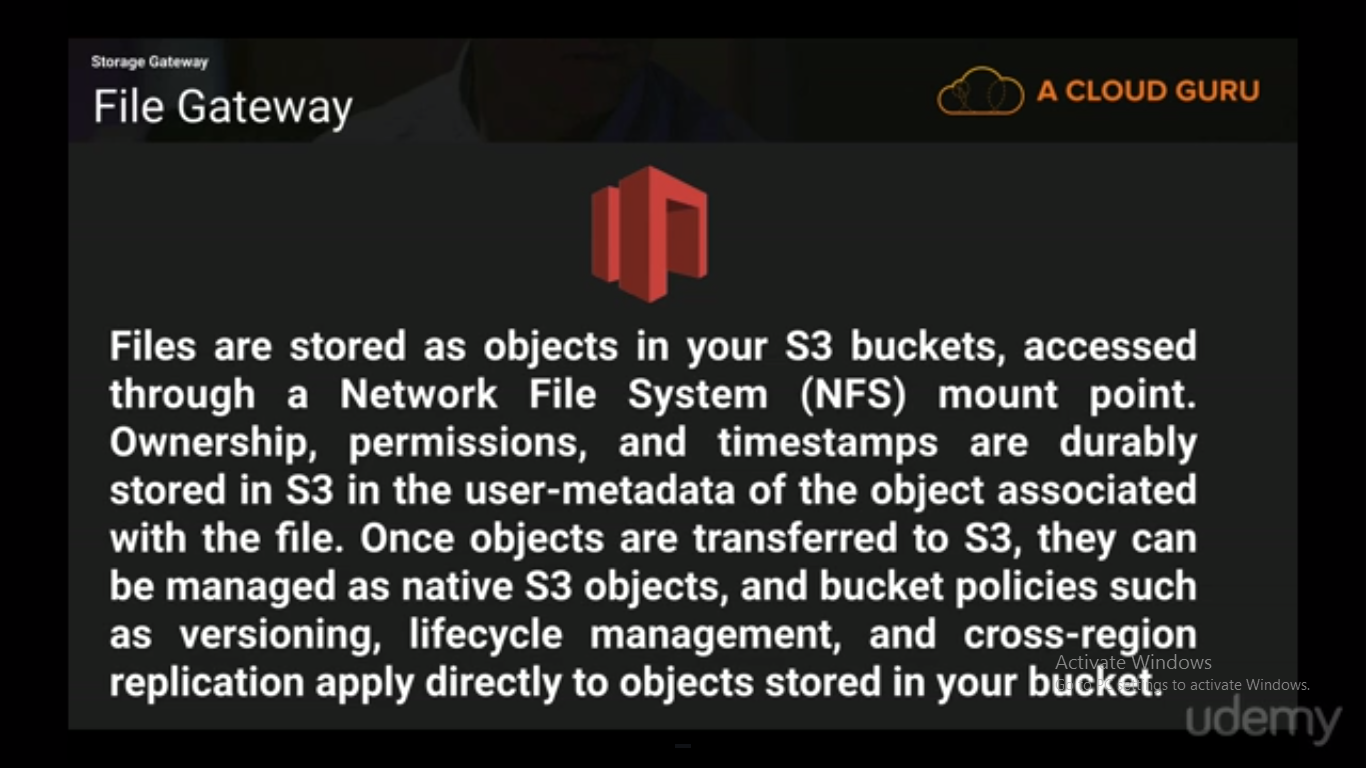 Storage Gateway
File Gateway
A CLOUD GURU
Files are stored as objects in your S3 buckets, accessed
through a Network File System (NFS) mount point.
Ownership, permissions, and timestamps are durably
stored in S3 in the user-metadata of the object associated
with the file. Once objects are transferred to S3, they can
be managed as native S3 objects, and bucket policies such
as versioning, lifecycle management, and cross-region
replication apply directly to objects stored in your bucket.
Activate Windows
Go to PC settings to activate Windows.
udemy